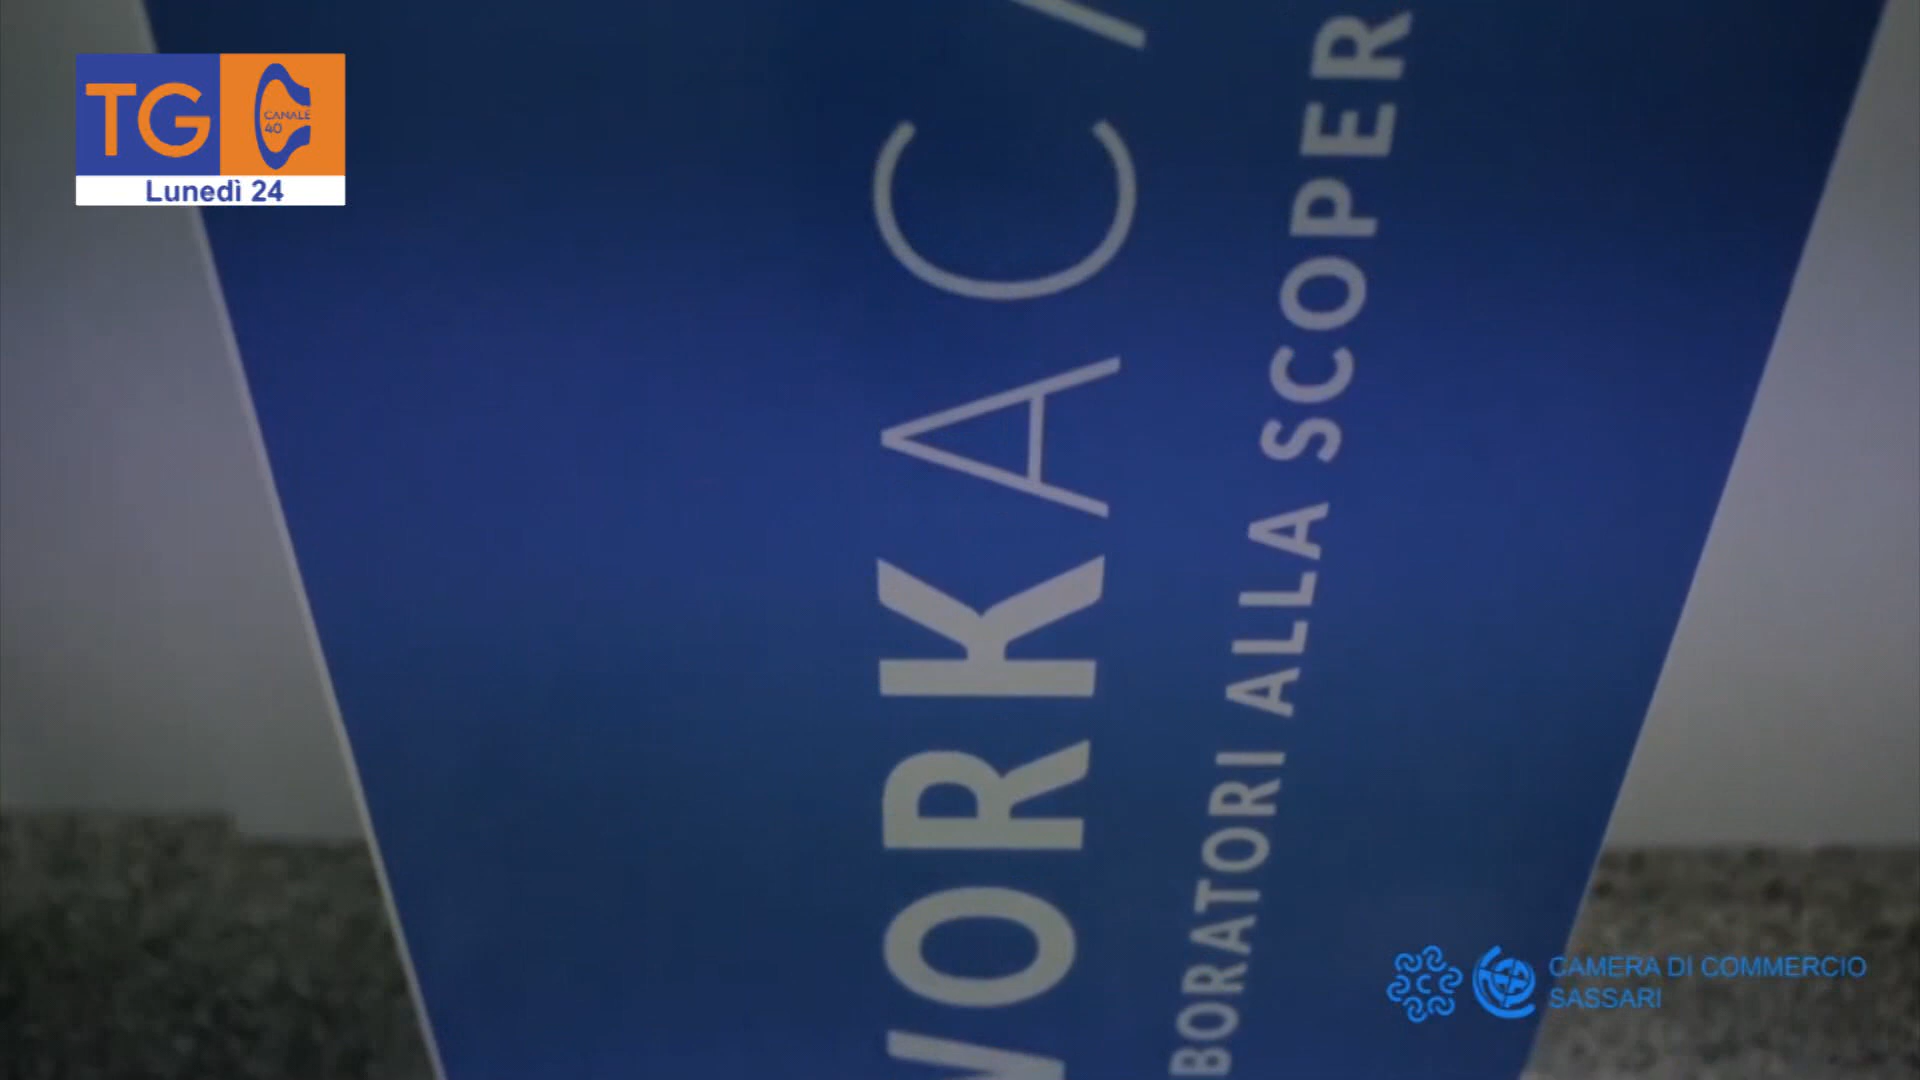 TG
CANALE
40
Lunedì 24
WORKAC
BORATORI ALLA SCOPER
CAMERA DI COMMERCIO
SASSARI